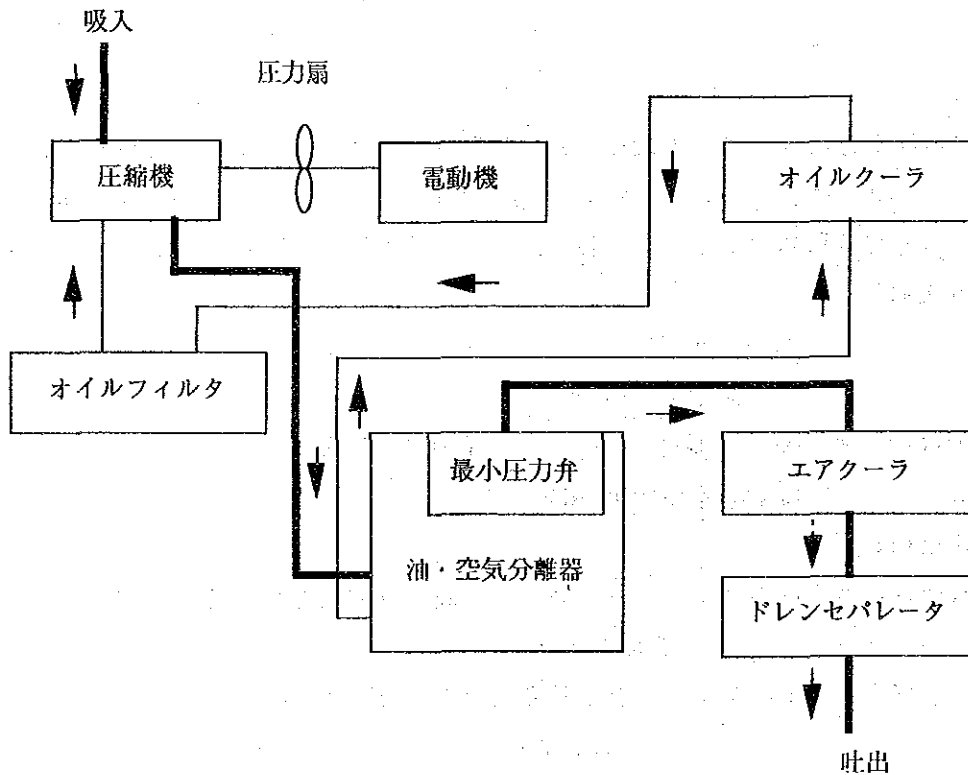 吸入
圧力扇
圧縮機
電動機
オイルクーラ
オイルフィルタ
最小圧力弁
エアクーラ
油・空気分離器
ドレンセパレータ
吐出